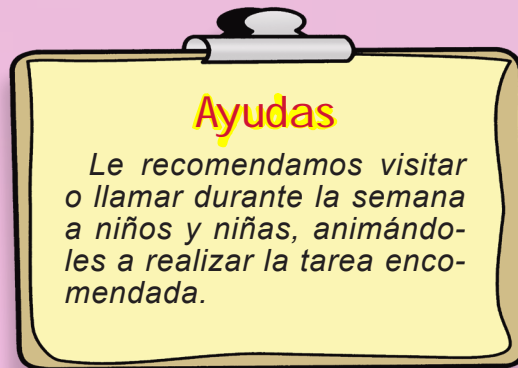 Ayudas
Le recomendamos visitar
o llamar durante la semana
a niños y niñas, animándo-
les a realizar la tarea enco-
mendada.